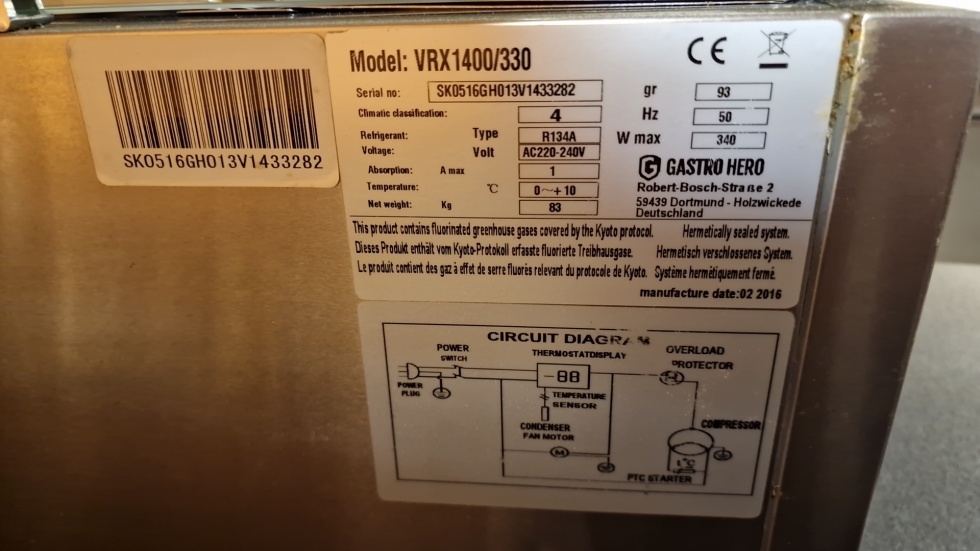 SK0516GH013V1433282
Model: VRX1400/330
Serial no: SK0516GH013V1433282 gr 93
Climatic classification: 4 Hz 50
Refrigerant: Type R134A W max 340
Voltage: Volt AC220-240V
Absorption: A max 1
Temperature: °C 0~+10
Net weight: Kg 83
CE
GASTRO HERO
Robert-Bosch-Straße 2
59439 Dortmund - Holzwickede
Deutschland
This product contains fluorinated greenhouse gases covered by the Kyoto protocol. Hermetically sealed system.
Dieses Produkt enthält vom Kyoto-Protokoll erfasste fluorierte Treibhausgase. Hermetisch verschlossenes System.
Le produit contient des gaz à effet de serre fluorés relevant du protocole de Kyoto. Système hermétiquement fermé.
manufacture date:02 2016
CIRCUIT DIAGRAM
POWER
SWITCH
THERMOSTATDISPLAY
OVERLOAD
PROTECTOR
-88
POWER
PLUG
TEMPERATURE
SENSOR
CONDENSER
FAN MOTOR
M
COMPRESSOR
t°C
PTC STARTER